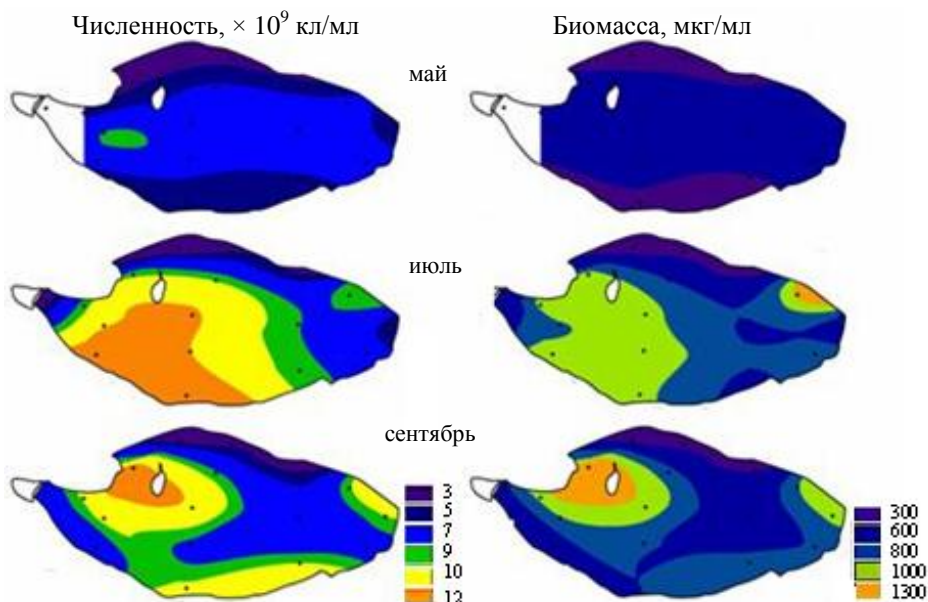 Численность, × 10⁹ кл/мл
Биомасса, мкг/мл
май
июль
сентябрь
3
5
7
9
10
12
300
600
800
1000
1300